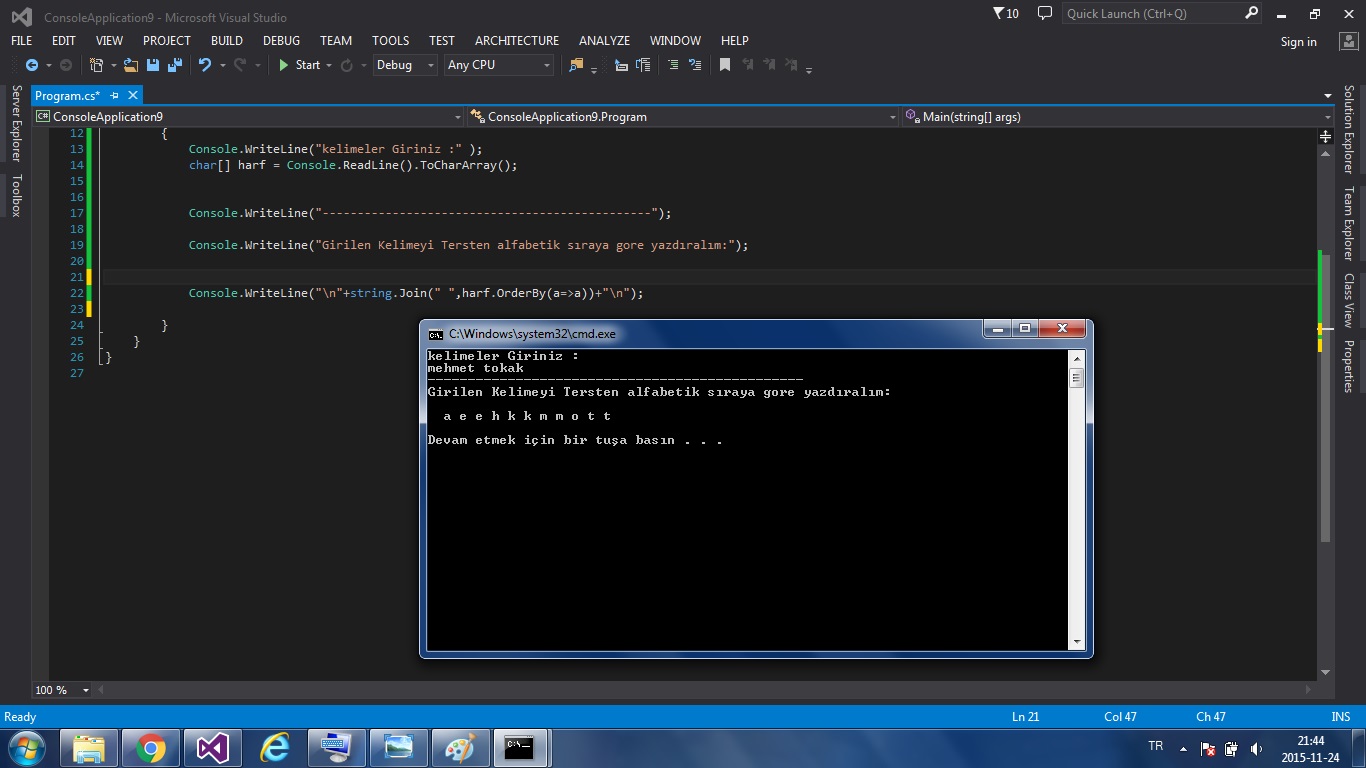 ConsoleApplication9 - Microsoft Visual Studio
10
Quick Launch (Ctrl+Q)
FILE EDIT VIEW PROJECT BUILD DEBUG TEAM TOOLS TEST ARCHITECTURE ANALYZE WINDOW HELP
Sign in
Start Debug Any CPU
Server Explorer
Toolbox
Program.cs*
ConsoleApplication9
ConsoleApplication9.Program
Main(string[] args)
12 {
13 Console.WriteLine("kelimeler Giriniz :" );
14 char[] harf = Console.ReadLine().ToCharArray();
15
16
17 Console.WriteLine("-----------------------------------------------");
18
19 Console.WriteLine("Girilen Kelimeyi Tersten alfabetik sıraya gore yazdıralım:");
20
21
22 Console.WriteLine("\n"+string.Join(" ",harf.OrderBy(a=>a))+"\n");
23
24 }
25 }
26 }
27
C:\Windows\system32\cmd.exe
C:\.
kelimeler Giriniz :
mehmet tokak
-----------------------------------------------
Girilen Kelimeyi Tersten alfabetik sıraya gore yazdıralım:
a e e h k k m m o t t
Devam etmek için bir tuşa basın . . .
Solution Explorer
Team Explorer
Class View
Properties
100 %
Ready
Ln 21 Col 47 Ch 47 INS
C:\.
TR
21:44
2015-11-24